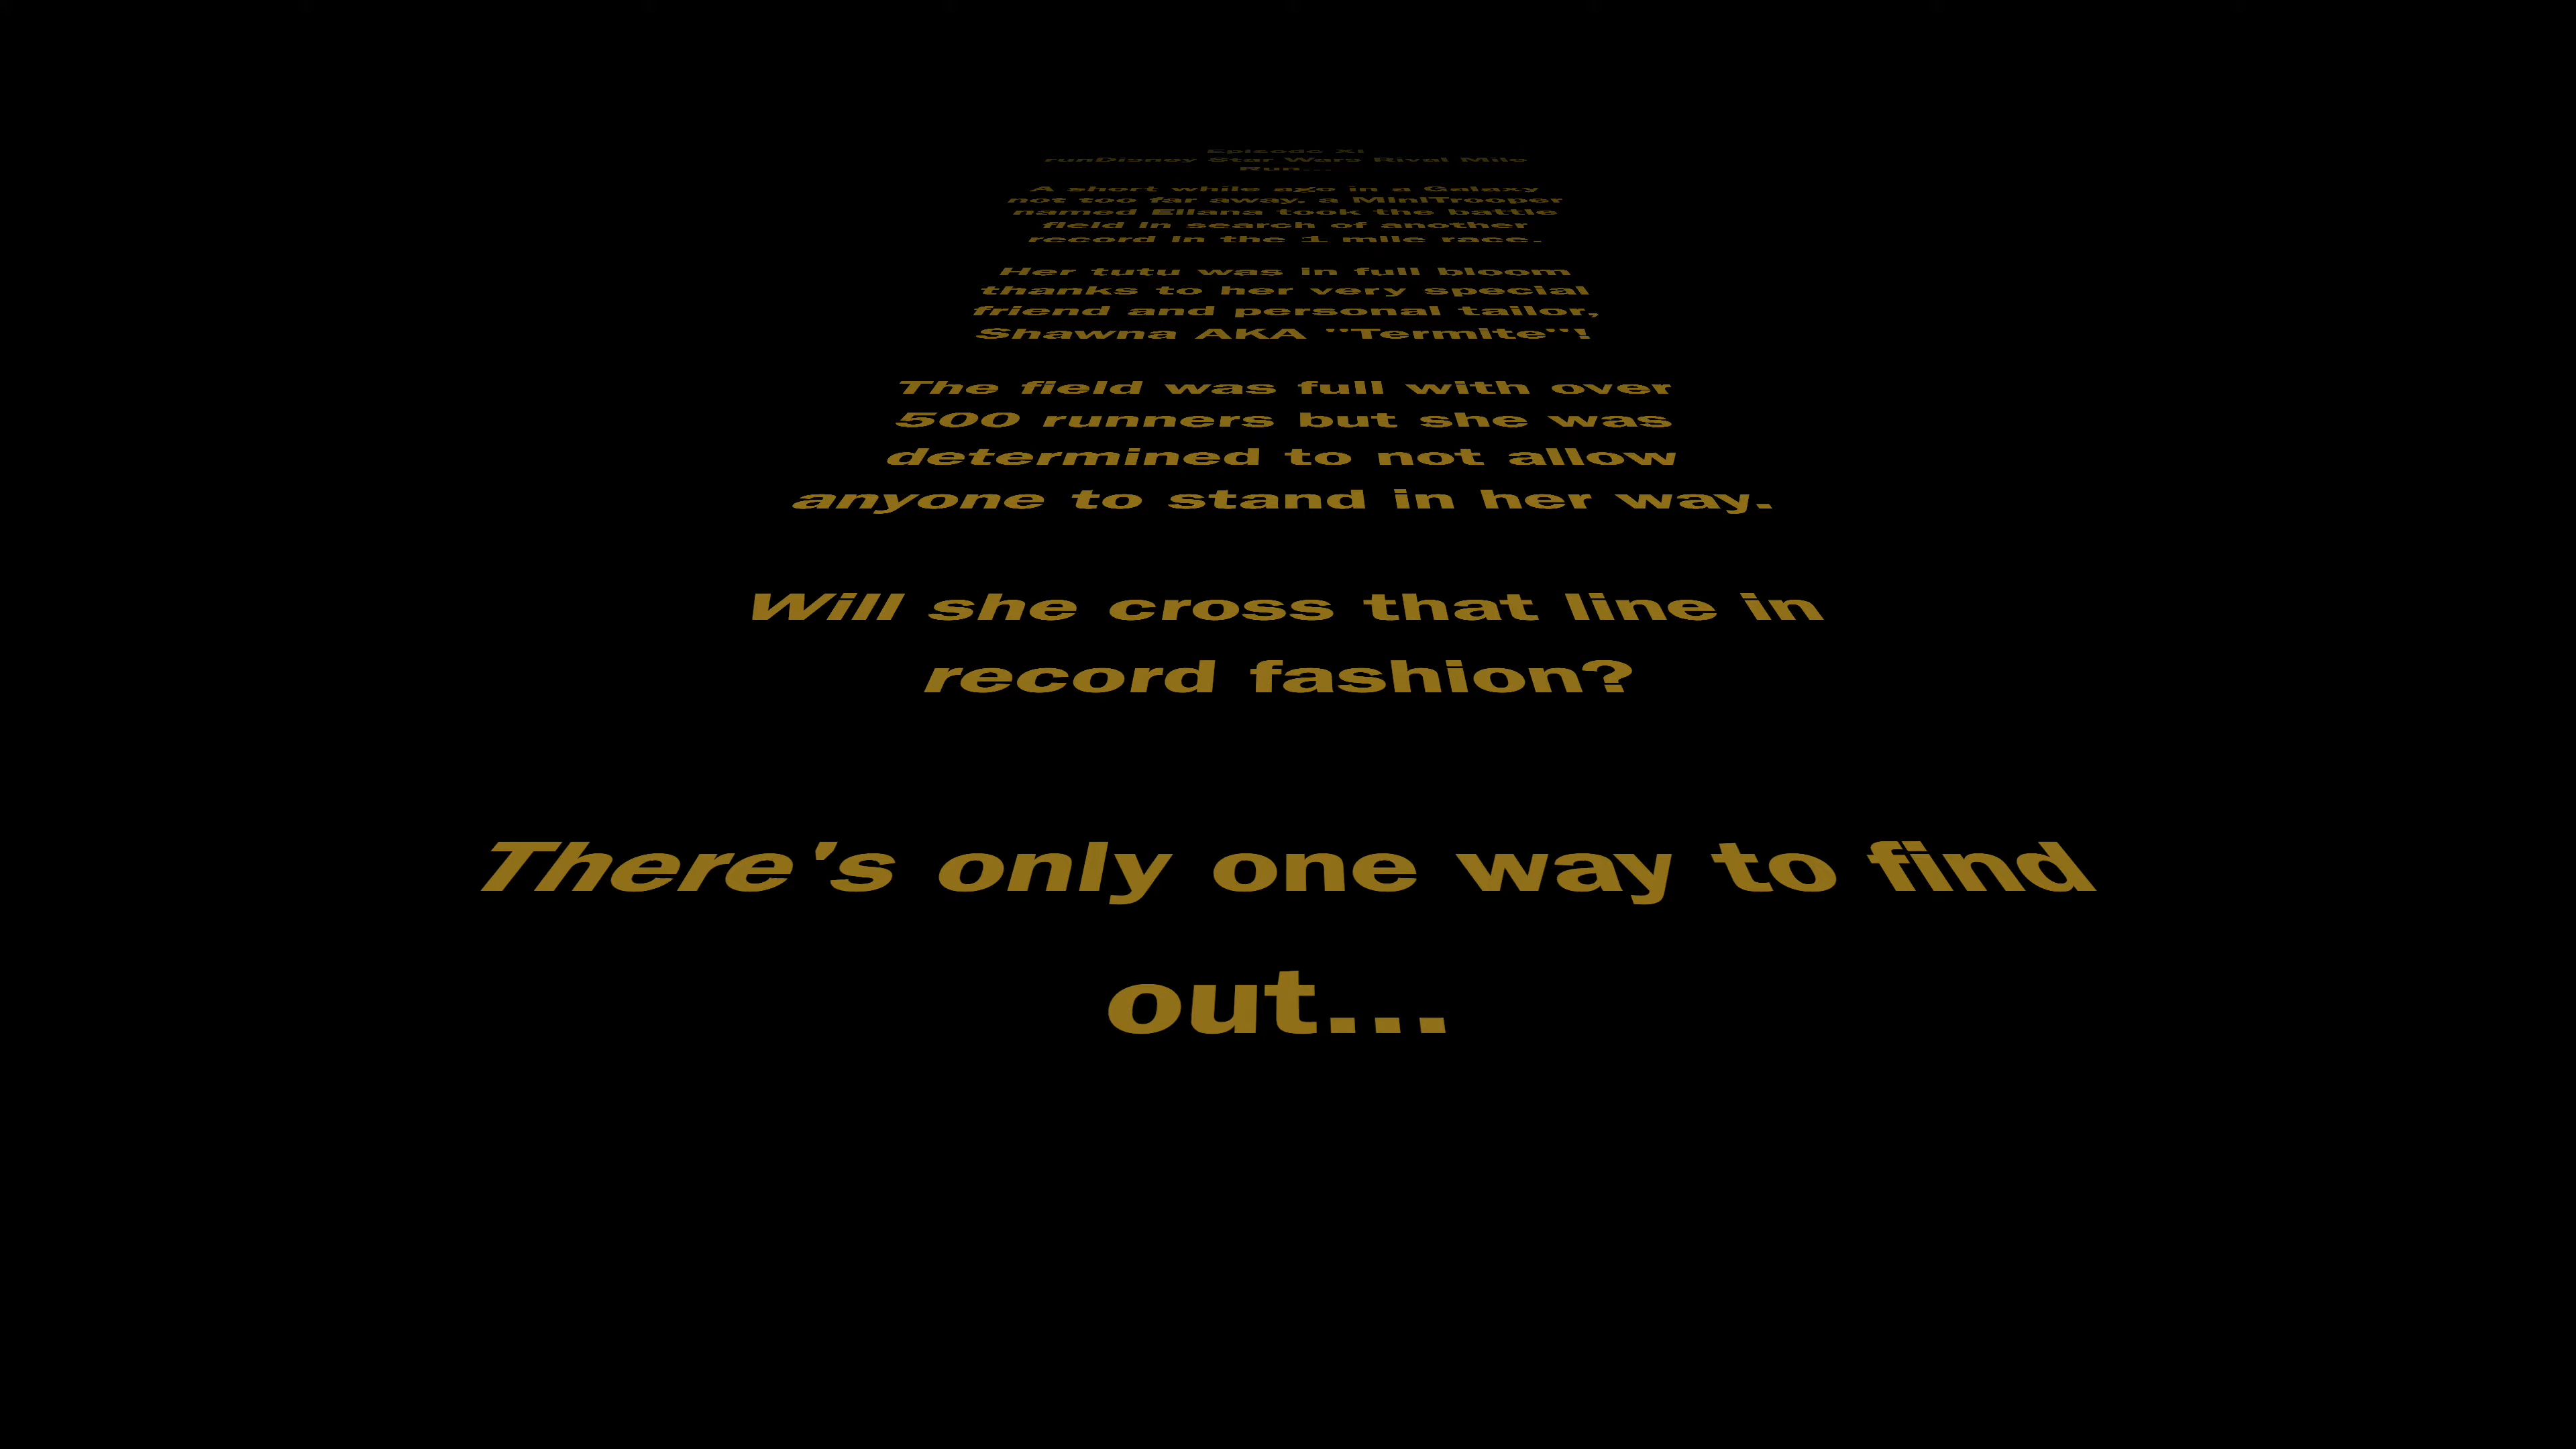 Episode XI
runDisney Star Wars Rival Mile
Run...
A short while ago in a Galaxy
not too far away, a MiniTrooper
named Eliana took the battle
field in search of another
record in the 1 mile race.
Her tutu was in full bloom
thanks to her very special
friend and personal tailor,
Shawna AKA "Termite"!
The field was full with over
500 runners but she was
determined to not allow
anyone to stand in her way.
Will she cross that line in
record fashion?
There's only one way to find
out...